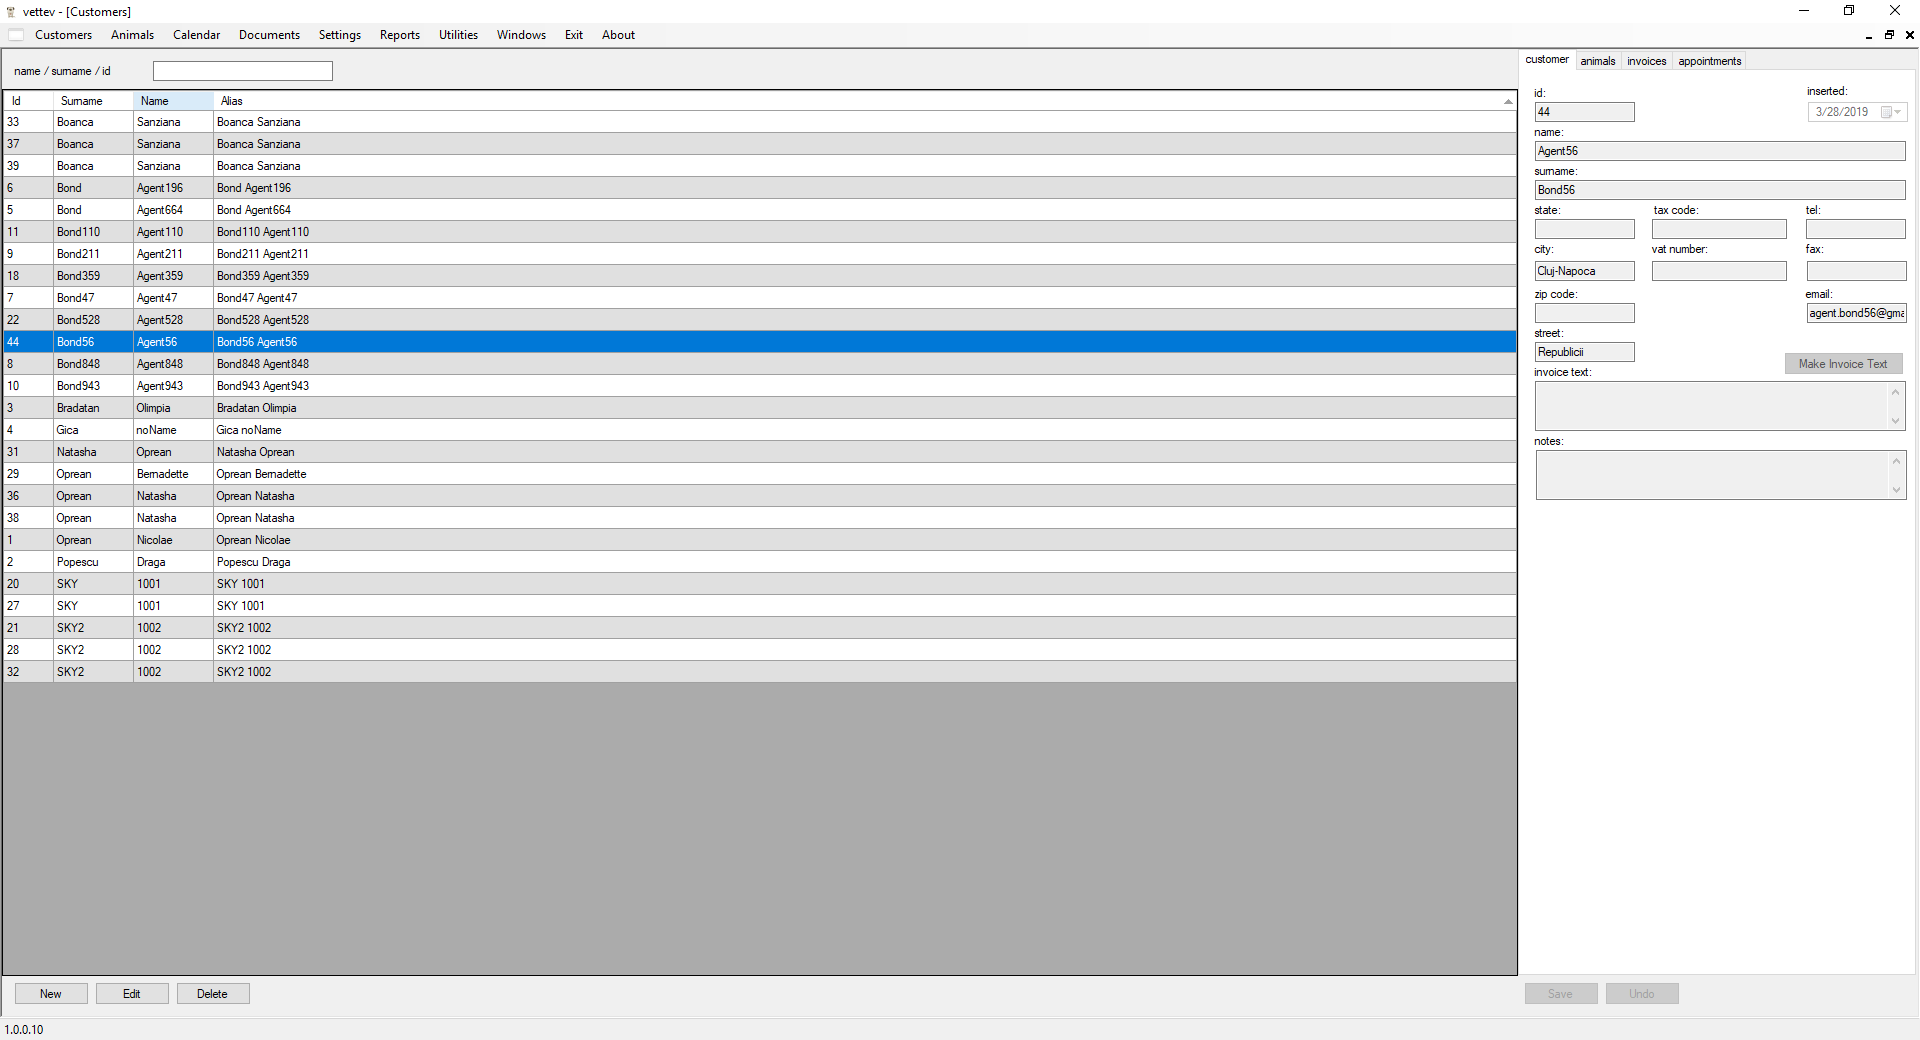 vettev - [Customers]
Customers Animals Calendar Documents Settings Reports Utilities Windows Exit About
name / surname / id
Id Surname Name Alias
33 Boanca Sanziana Boanca Sanziana
37 Boanca Sanziana Boanca Sanziana
39 Boanca Sanziana Boanca Sanziana
6 Bond Agent196 Bond Agent196
5 Bond Agent664 Bond Agent664
11 Bond110 Agent110 Bond110 Agent110
9 Bond211 Agent211 Bond211 Agent211
18 Bond359 Agent359 Bond359 Agent359
7 Bond47 Agent47 Bond47 Agent47
22 Bond528 Agent528 Bond528 Agent528
44 Bond56 Agent56 Bond56 Agent56
8 Bond848 Agent848 Bond848 Agent848
10 Bond943 Agent943 Bond943 Agent943
3 Bradatan Olimpia Bradatan Olimpia
4 Gica noName Gica noName
31 Natasha Oprean Natasha Oprean
29 Oprean Bernadette Oprean Bernadette
36 Oprean Natasha Oprean Natasha
38 Oprean Natasha Oprean Natasha
1 Oprean Nicolae Oprean Nicolae
2 Popescu Draga Popescu Draga
20 SKY 1001 SKY 1001
27 SKY 1001 SKY 1001
21 SKY2 1002 SKY2 1002
28 SKY2 1002 SKY2 1002
32 SKY2 1002 SKY2 1002
New Edit Delete
customer animals invoices appointments
id: inserted:
44 3/28/2019
name:
Agent56
surname:
Bond56
state: tax code: tel:
city: vat number: fax:
Cluj-Napoca
zip code: email:
agent.bond56@gma
street:
Republicii
Make Invoice Text
invoice text:
notes:
Save Undo
1.0.0.10